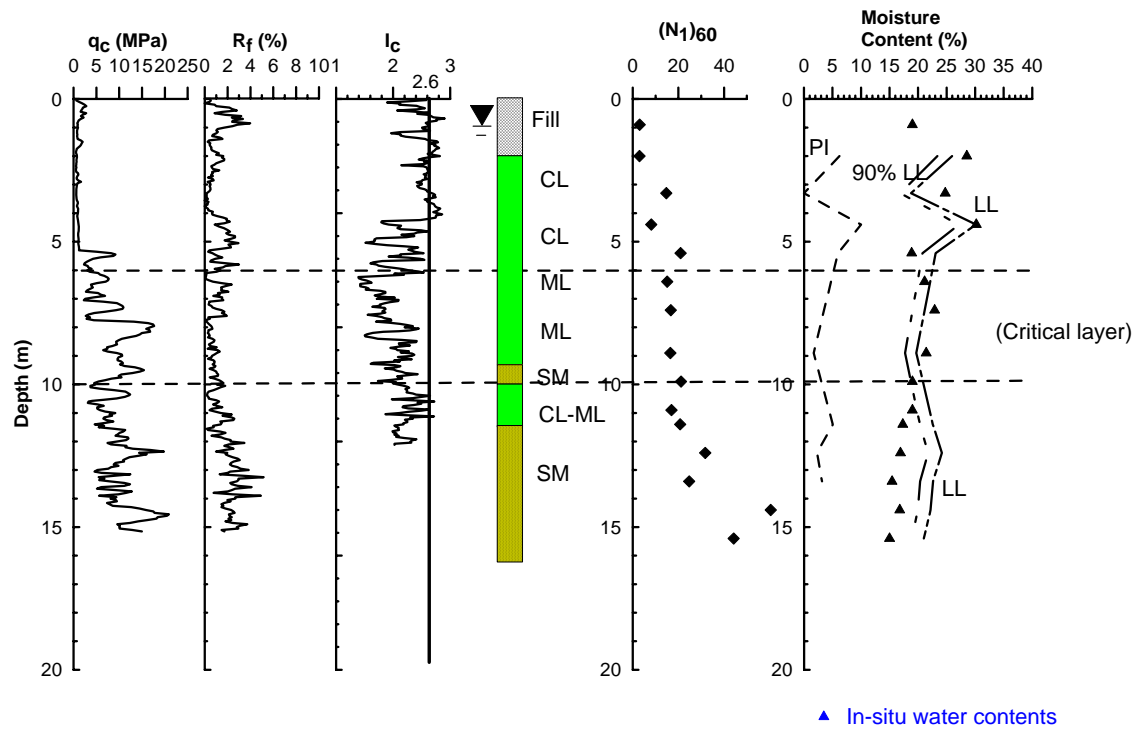 q_c (MPa)
R_f (%)
I_c
(N_1)_60
Moisture
Content (%)
0 5 10 15 20 25
0 2 4 6 8 10
1 2 3
2.6
0 20 40
0 5 10 15 20 25 30 35 40
Depth (m)
0
5
10
15
20
Fill
CL
CL
ML
ML
SM
CL-ML
SM
0
5
10
15
20
0
5
10
15
20
PI
90% LL
LL
(Critical layer)
LL
In-situ water contents